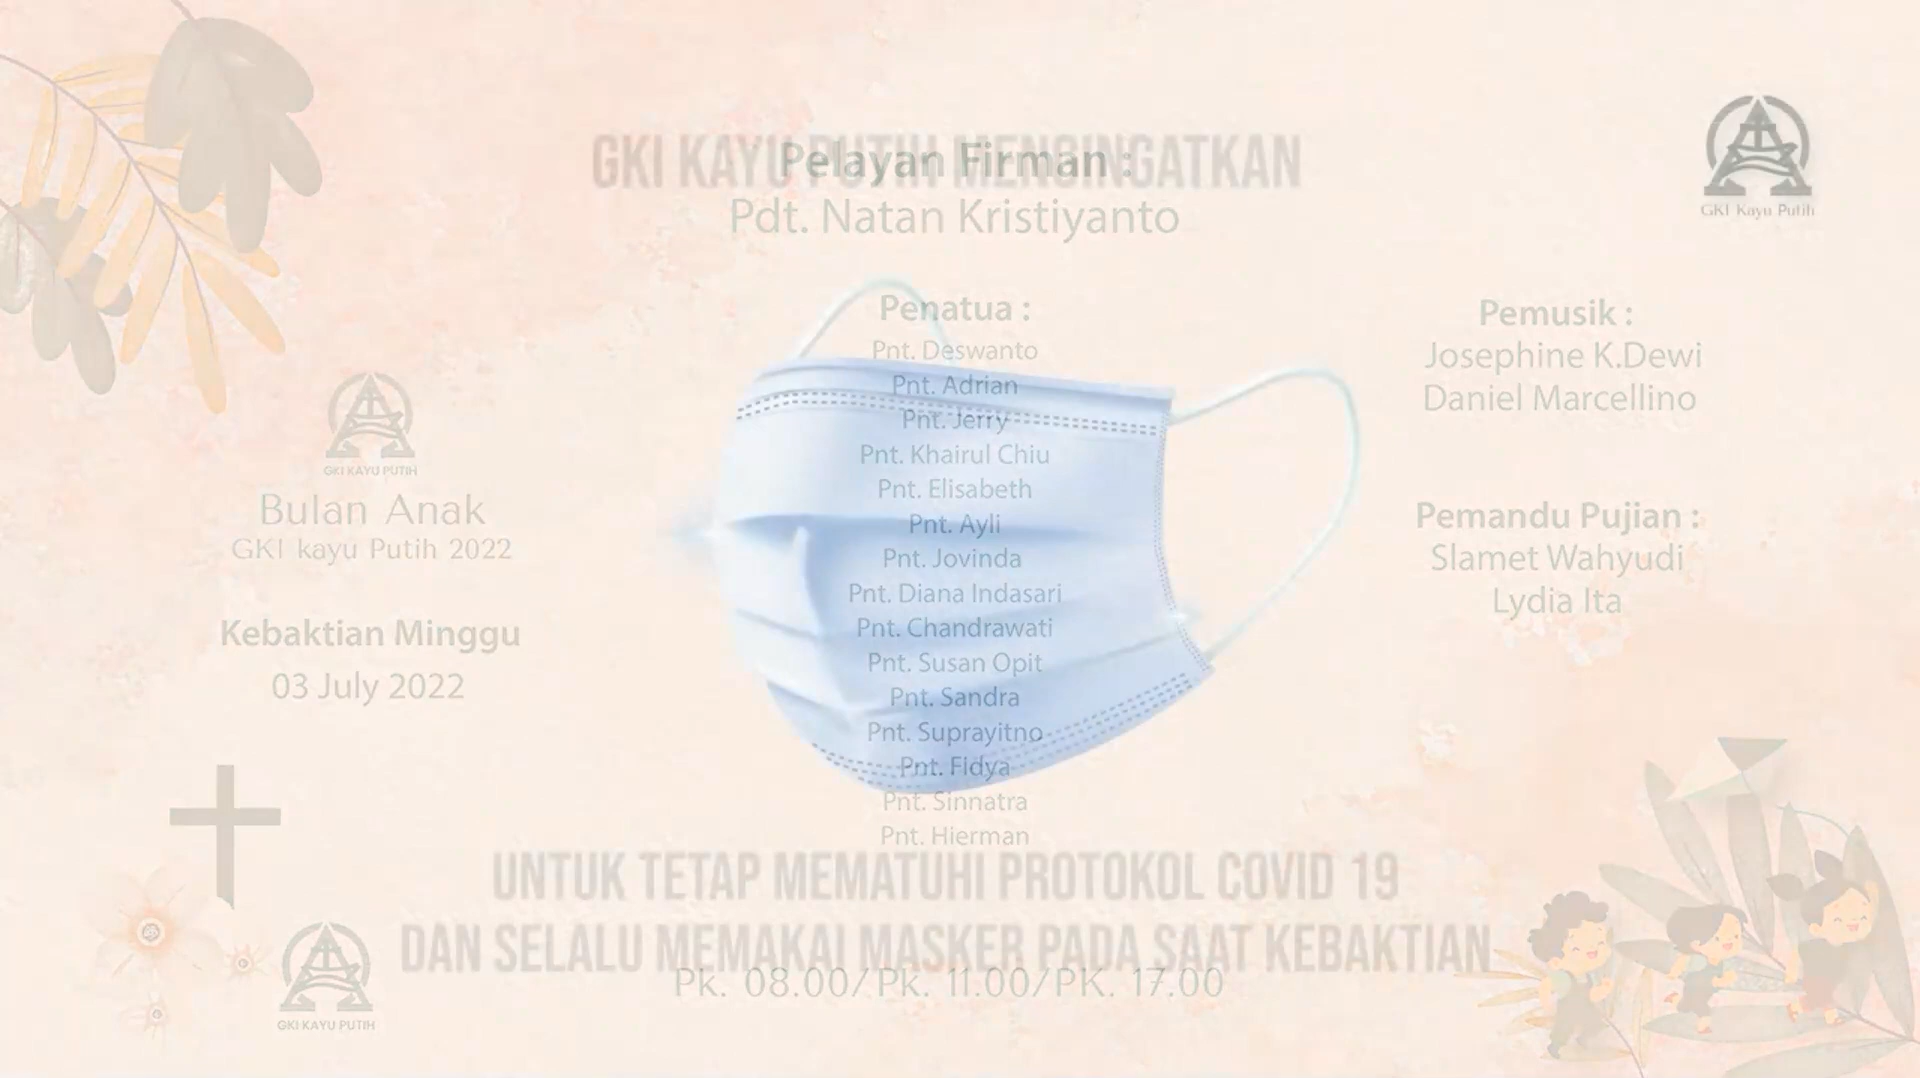 GKI KAYU PUTIH MENGINGATKAN
Pelayan Firman :
Pdt. Natan Kristiyanto
GKI Kayu Putih
Penatua :
Pnt. Deswanto
Pnt. Adrian
Pnt. Jerry
Pnt. Khairul Chiu
Pnt. Elisabeth
Pnt. Ayli
Pnt. Jovinda
Pnt. Diana Indasari
Pnt. Chandrawati
Pnt. Susan Opit
Pnt. Sandra
Pnt. Suprayitno
Pnt. Fidya
Pnt. Sinnatra
Pnt. Hierman
Pemusik :
Josephine K.Dewi
Daniel Marcellino
Pemandu Pujian :
Slamet Wahyudi
Lydia Ita
GKI KAYU PUTIH
Bulan Anak
GKI kayu Putih 2022
Kebaktian Minggu
03 July 2022
UNTUK TETAP MEMATUHI PROTOKOL COVID 19
DAN SELALU MEMAKAI MASKER PADA SAAT KEBAKTIAN
Pk. 08.00/Pk. 11.00/PK. 17.00
GKI KAYU PUTIH